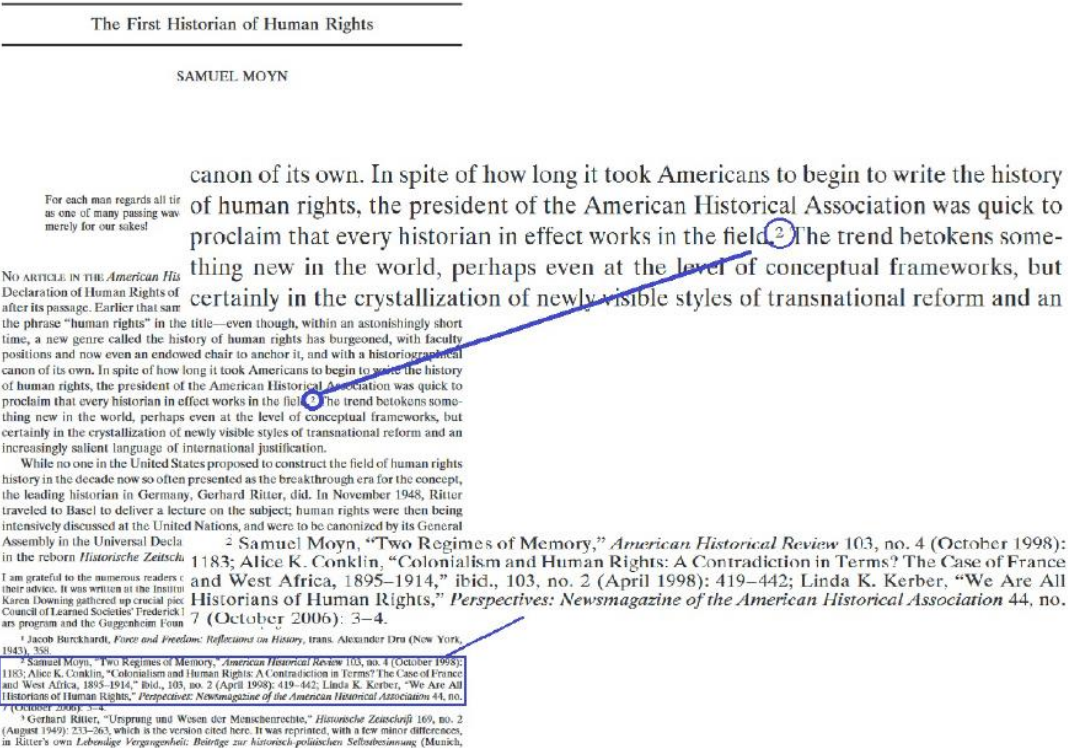 The First Historian of Human Rights
SAMUEL MOYN
canon of its own. In spite of how long it took Americans to begin to write the history
of human rights, the president of the American Historical Association was quick to
proclaim that every historian in effect works in the field.2 The trend betokens some-
thing new in the world, perhaps even at the level of conceptual frameworks, but
certainly in the crystallization of newly visible styles of transnational reform and an
For each man regards all tir
as one of many passing wav
merely for our sakes!
NO ARTICLE IN THE American His
Declaration of Human Rights of
after its passage. Earlier that sam
the phrase “human rights” in the title—even though, within an astonishingly short
time, a new genre called the history of human rights has burgeoned, with faculty
positions and now even an endowed chair to anchor it, and with a historiographical
canon of its own. In spite of how long it took Americans to begin to write the history
of human rights, the president of the American Historical Association was quick to
proclaim that every historian in effect works in the field.2 The trend betokens some-
thing new in the world, perhaps even at the level of conceptual frameworks, but
certainly in the crystallization of newly visible styles of transnational reform and an
increasingly salient language of international justification.
While no one in the United States proposed to construct the field of human rights
history in the decade now so often presented as the breakthrough era for the concept,
the leading historian in Germany, Gerhard Ritter, did. In November 1948, Ritter
traveled to Basel to deliver a lecture on the subject; human rights were then being
intensively discussed at the United Nations, and were to be canonized by its General
Assembly in the Universal Decla
in the reborn Historische Zeitsch
2 Samuel Moyn, “Two Regimes of Memory,” American Historical Review 103, no. 4 (October 1998):
1183; Alice K. Conklin, “Colonialism and Human Rights: A Contradiction in Terms? The Case of France
and West Africa, 1895–1914,” ibid., 103, no. 2 (April 1998): 419–442; Linda K. Kerber, “We Are All
Historians of Human Rights,” Perspectives: Newsmagazine of the American Historical Association 44, no.
7 (October 2006): 3–4.
I am grateful to the numerous readers
their advice. It was written at the Institu
Karen Downing gathered up crucial piec
Council of Learned Societies' Frederick
ars program and the Guggenheim Foun
1 Jacob Burckhardt, Force and Freedom: Reflections on History, trans. Alexander Dru (New York,
1943), 358.
2 Samuel Moyn, “Two Regimes of Memory,” American Historical Review 103, no. 4 (October 1998):
1183; Alice K. Conklin, “Colonialism and Human Rights: A Contradiction in Terms? The Case of France
and West Africa, 1895–1914,” ibid., 103, no. 2 (April 1998): 419–442; Linda K. Kerber, “We Are All
Historians of Human Rights,” Perspectives: Newsmagazine of the American Historical Association 44, no.
7 (October 2006): 3–4.
3 Gerhard Ritter, “Ursprung und Wesen der Menschenrechte,” Historische Zeitschrift 169, no. 2
(August 1949): 233–263, which is the version cited here. It was reprinted, with a few minor differences,
in Ritter's own Lebendige Vergangenheit: Beiträge zur historisch-politischen Selbstbesinnung (Munich,